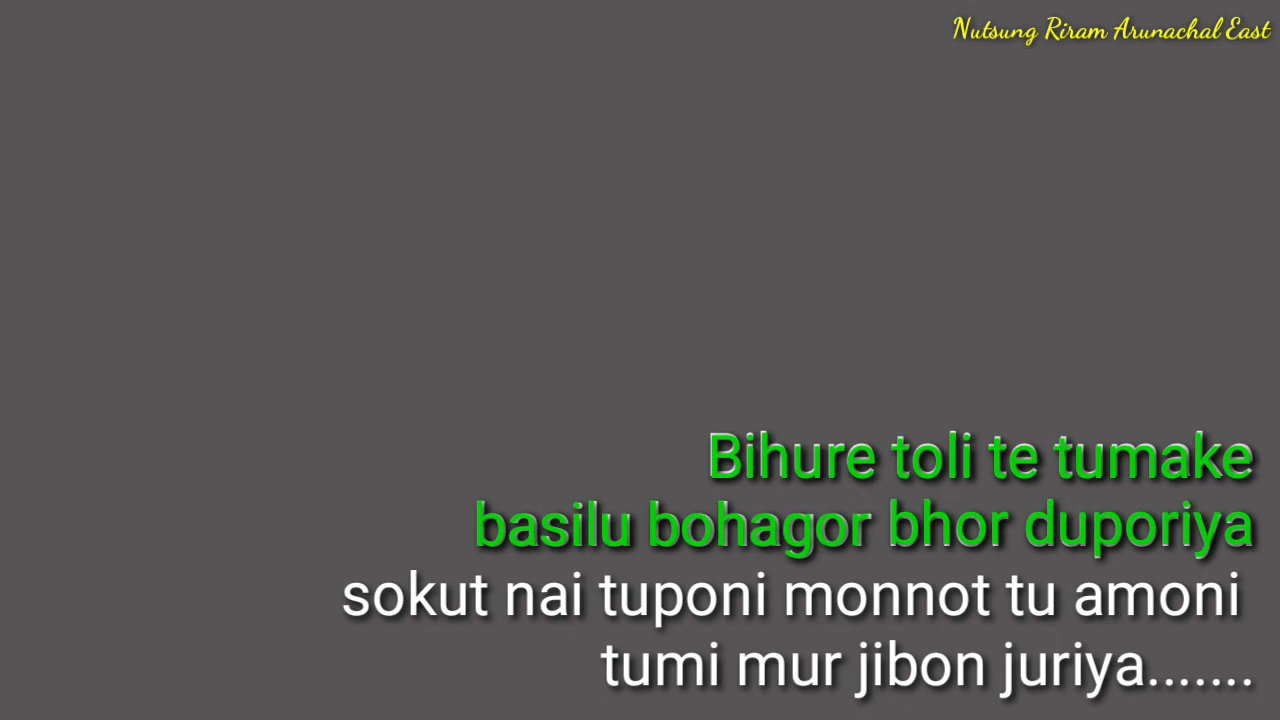 Nutsung Riram Arunachal East
Bihure toli te tumake
basilu bohagor bhor duporiya
sokut nai tuponi monnot tu amoni
tumi mur jibon juriya.......